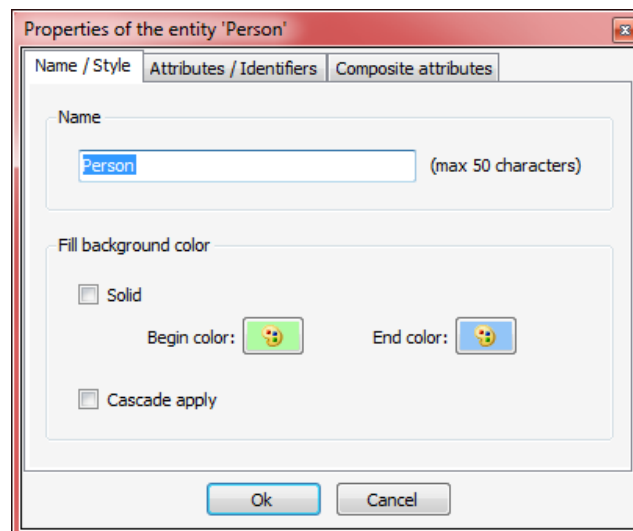 Properties of the entity 'Person'
Name / Style Attributes / Identifiers Composite attributes
Name
Person (max 50 characters)
Fill background color
Solid
Begin color: End color:
Cascade apply
Ok Cancel